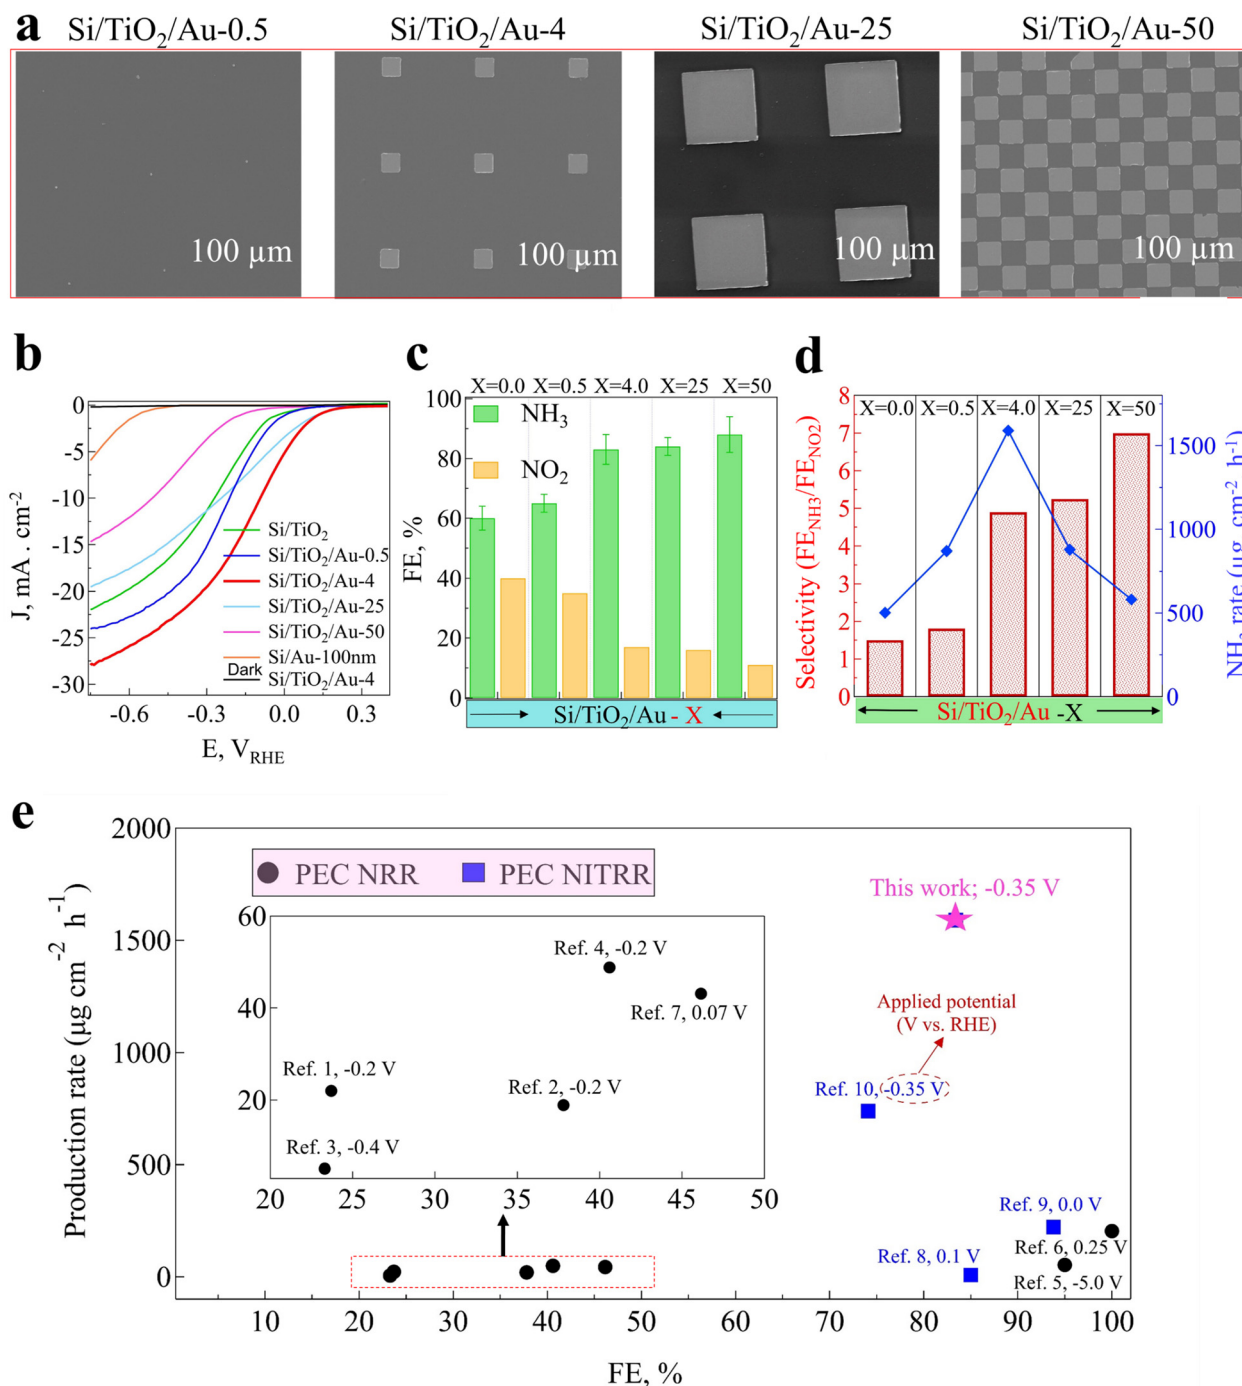 a
Si/TiO₂/Au-0.5 Si/TiO₂/Au-4 Si/TiO₂/Au-25 Si/TiO₂/Au-50
100 µm 100 µm 100 µm 100 µm
b
0
-5
-10
-15
-20
-25
-30
J, mA . cm⁻²
Si/TiO₂
Si/TiO₂/Au-0.5
Si/TiO₂/Au-4
Si/TiO₂/Au-25
Si/TiO₂/Au-50
Si/Au-100nm
Dark
Si/TiO₂/Au-4
-0.6 -0.3 0.0 0.4
E, V_RHE
c
X=0.0 X=0.5 X=4.0 X=25 X=50
100
80
60
40
20
0
FE, %
NH₃
NO₂
Si/TiO₂/Au - X
d
8
7
6
5
4
3
2
1
0
Selectivity (FE_NH3/FE_NO2)
X=0.0 X=0.5 X=4.0 X=25 X=50
1500
1000
500
0
NH₃ rate (µg. cm⁻² h⁻¹)
Si/TiO₂/Au -X
e
2000
1500
1000
500
0
Production rate (µg cm⁻² h⁻¹)
PEC NRR PEC NITRR
60
40
20
Ref. 4, -0.2 V
Ref. 7, 0.07 V
Ref. 1, -0.2 V
Ref. 2, -0.2 V
Ref. 3, -0.4 V
20 25 30 35 40 45 50
This work; -0.35 V
Applied potential
(V vs. RHE)
Ref. 10, -0.35 V
Ref. 9, 0.0 V
Ref. 6, 0.25 V
Ref. 8, 0.1 V
Ref. 5, -5.0 V
10 20 30 40 50 60 70 80 90 100
FE, %